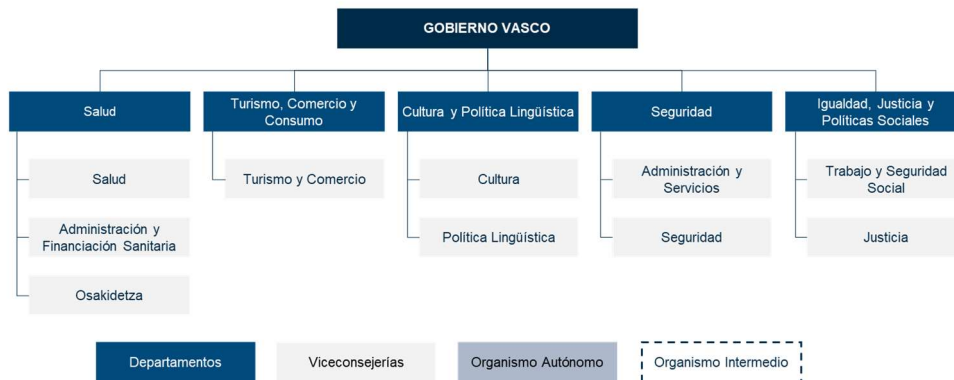 GOBIERNO VASCO
Salud
Turismo, Comercio y
Consumo
Cultura y Política Lingüística
Seguridad
Igualdad, Justicia y
Políticas Sociales
Salud
Turismo y Comercio
Cultura
Administración y
Servicios
Trabajo y Seguridad
Social
Administración y
Financiación Sanitaria
Política Lingüística
Seguridad
Justicia
Osakidetza
Departamentos
Viceconsejerías
Organismo Autónomo
Organismo Intermedio